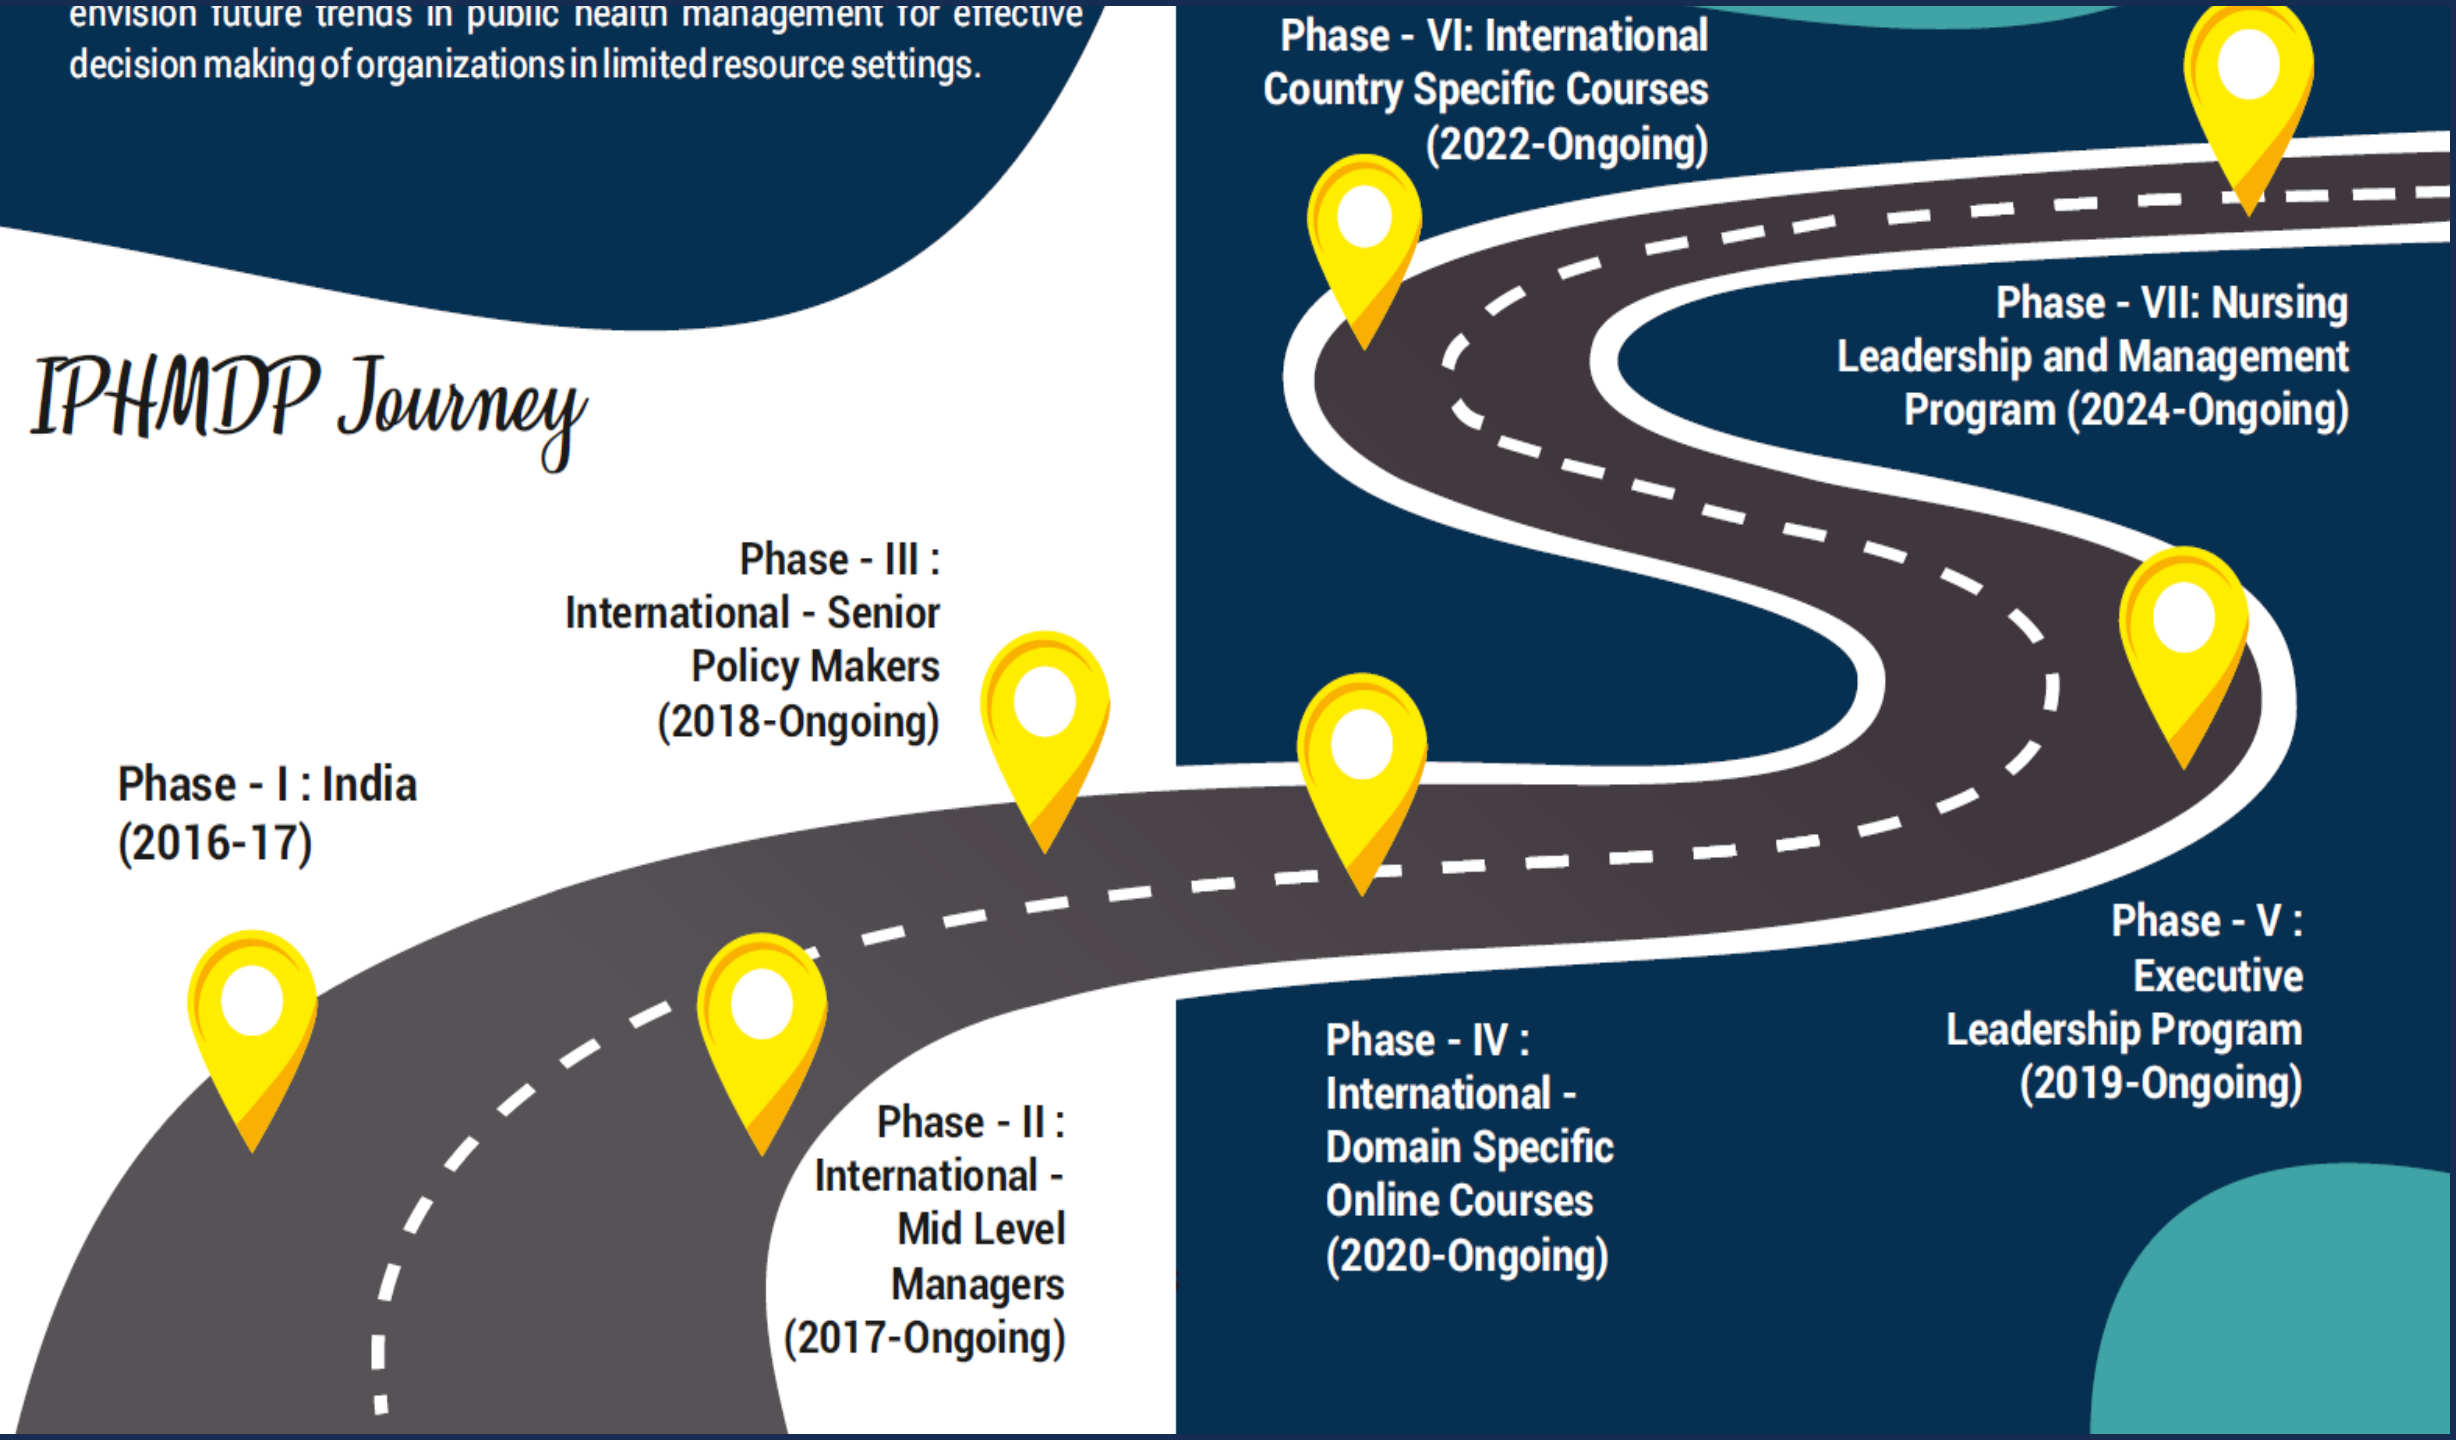 envision future trends in public health management for effective
decision making of organizations in limited resource settings.
IPHMDP Journey
Phase - I : India
(2016-17)
Phase - II :
International -
Mid Level
Managers
(2017-Ongoing)
Phase - III :
International - Senior
Policy Makers
(2018-Ongoing)
Phase - IV :
International -
Domain Specific
Online Courses
(2020-Ongoing)
Phase - V :
Executive
Leadership Program
(2019-Ongoing)
Phase - VI: International
Country Specific Courses
(2022-Ongoing)
Phase - VII: Nursing
Leadership and Management
Program (2024-Ongoing)